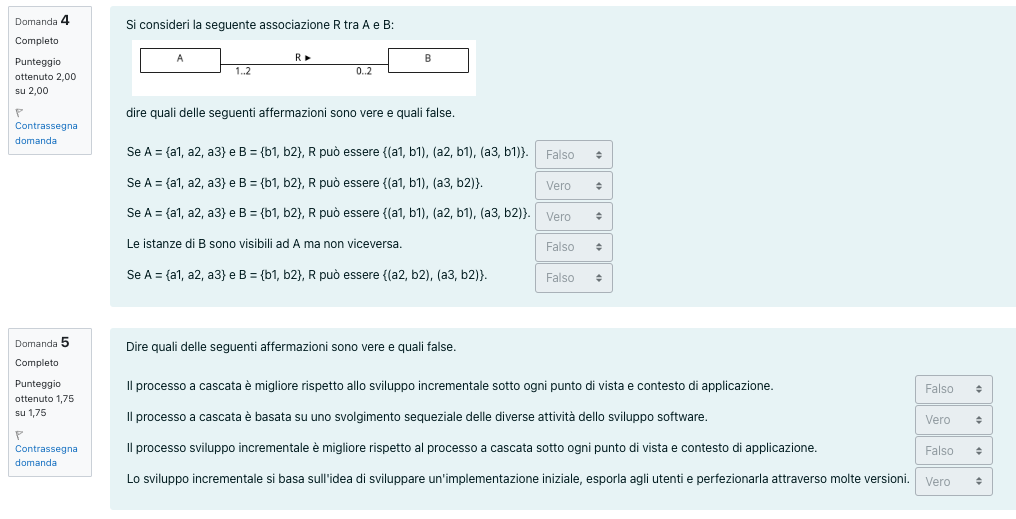 Domanda 4
Completo
Punteggio
ottenuto 2,00
su 2,00
Contrassegna
domanda
Si consideri la seguente associazione R tra A e B:
A
R ►
B
1..2
0..2
dire quali delle seguenti affermazioni sono vere e quali false.
Se A = {a1, a2, a3} e B = {b1, b2}, R può essere {(a1, b1), (a2, b1), (a3, b1)}. Falso
Se A = {a1, a2, a3} e B = {b1, b2}, R può essere {(a1, b1), (a3, b2)}. Vero
Se A = {a1, a2, a3} e B = {b1, b2}, R può essere {(a1, b1), (a2, b1), (a3, b2)}. Vero
Le istanze di B sono visibili ad A ma non viceversa. Falso
Se A = {a1, a2, a3} e B = {b1, b2}, R può essere {(a2, b2), (a3, b2)}. Falso
Domanda 5
Completo
Punteggio
ottenuto 1,75
su 1,75
Contrassegna
domanda
Dire quali delle seguenti affermazioni sono vere e quali false.
Il processo a cascata è migliore rispetto allo sviluppo incrementale sotto ogni punto di vista e contesto di applicazione. Falso
Il processo a cascata è basata su uno svolgimento sequeziale delle diverse attività dello sviluppo software. Vero
Il processo sviluppo incrementale è migliore rispetto al processo a cascata sotto ogni punto di vista e contesto di applicazione. Falso
Lo sviluppo incrementale si basa sull'idea di sviluppare un'implementazione iniziale, esporla agli utenti e perfezionarla attraverso molte versioni. Vero